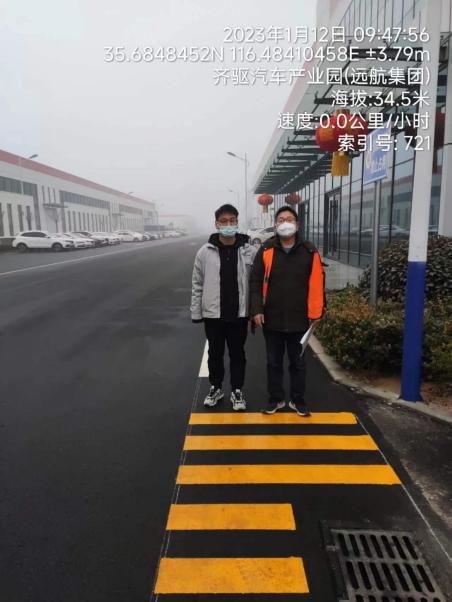 2023年1月12日 09:47:56
35.6848452N 116.48410458E ±3.79m
齐驱汽车产业园(远航集团)
海拔:34.5米
速度:0.0公里/小时
索引号: 721